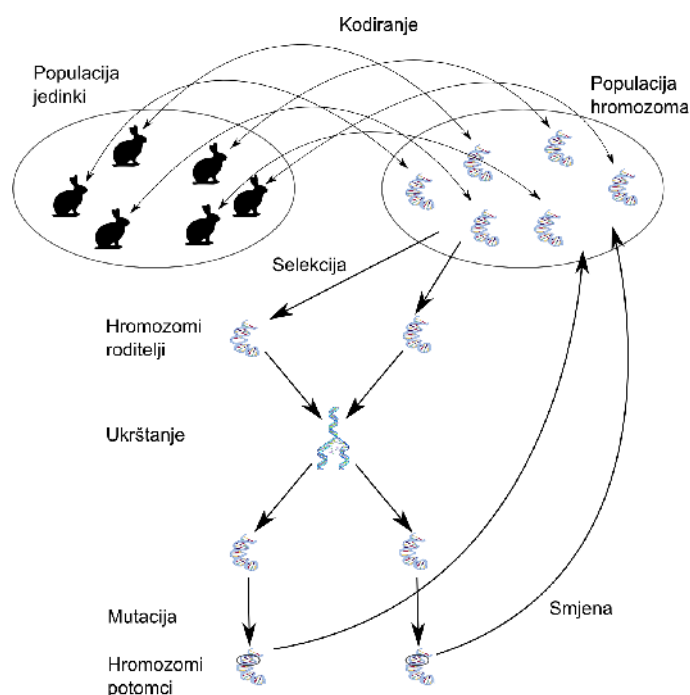 Kodiranje
Populacija
jedinki
Populacija
hromozoma
Selekcija
Hromozomi
roditelji
Ukrštanje
Mutacija
Smjena
Hromozomi
potomci